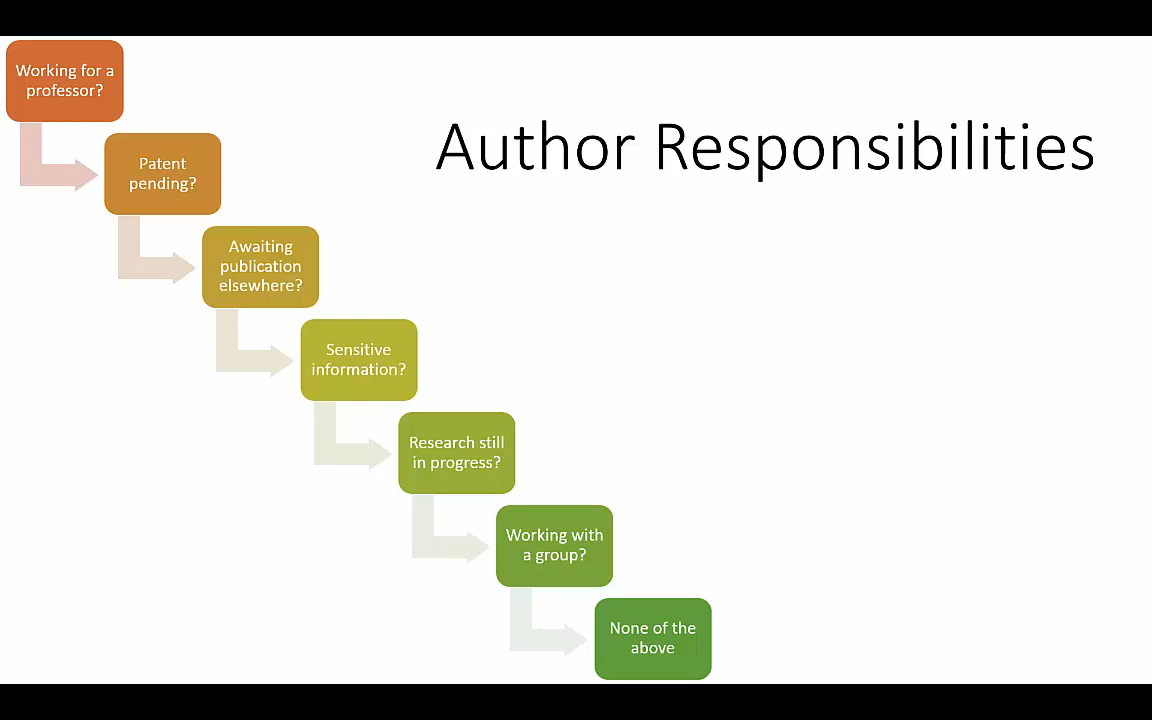 Working for a
professor?
Author Responsibilities
Patent
pending?
Awaiting
publication
elsewhere?
Sensitive
information?
Research still
in progress?
Working with
a group?
None of the
above